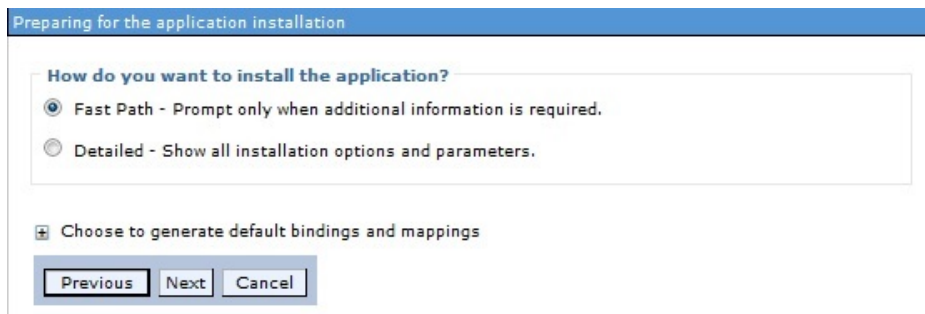 Preparing for the application installation
How do you want to install the application?
Fast Path - Prompt only when additional information is required.
Detailed - Show all installation options and parameters.
Choose to generate default bindings and mappings
Previous Next Cancel